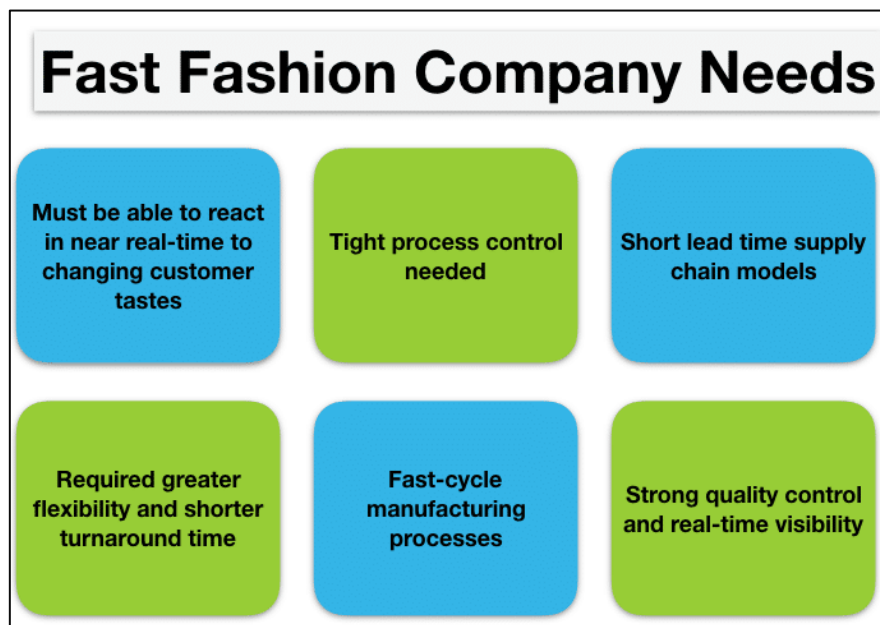 Fast Fashion Company Needs
Must be able to react
in near real-time to
changing customer
tastes
Tight process control
needed
Short lead time supply
chain models
Required greater
flexibility and shorter
turnaround time
Fast-cycle
manufacturing
processes
Strong quality control
and real-time visibility